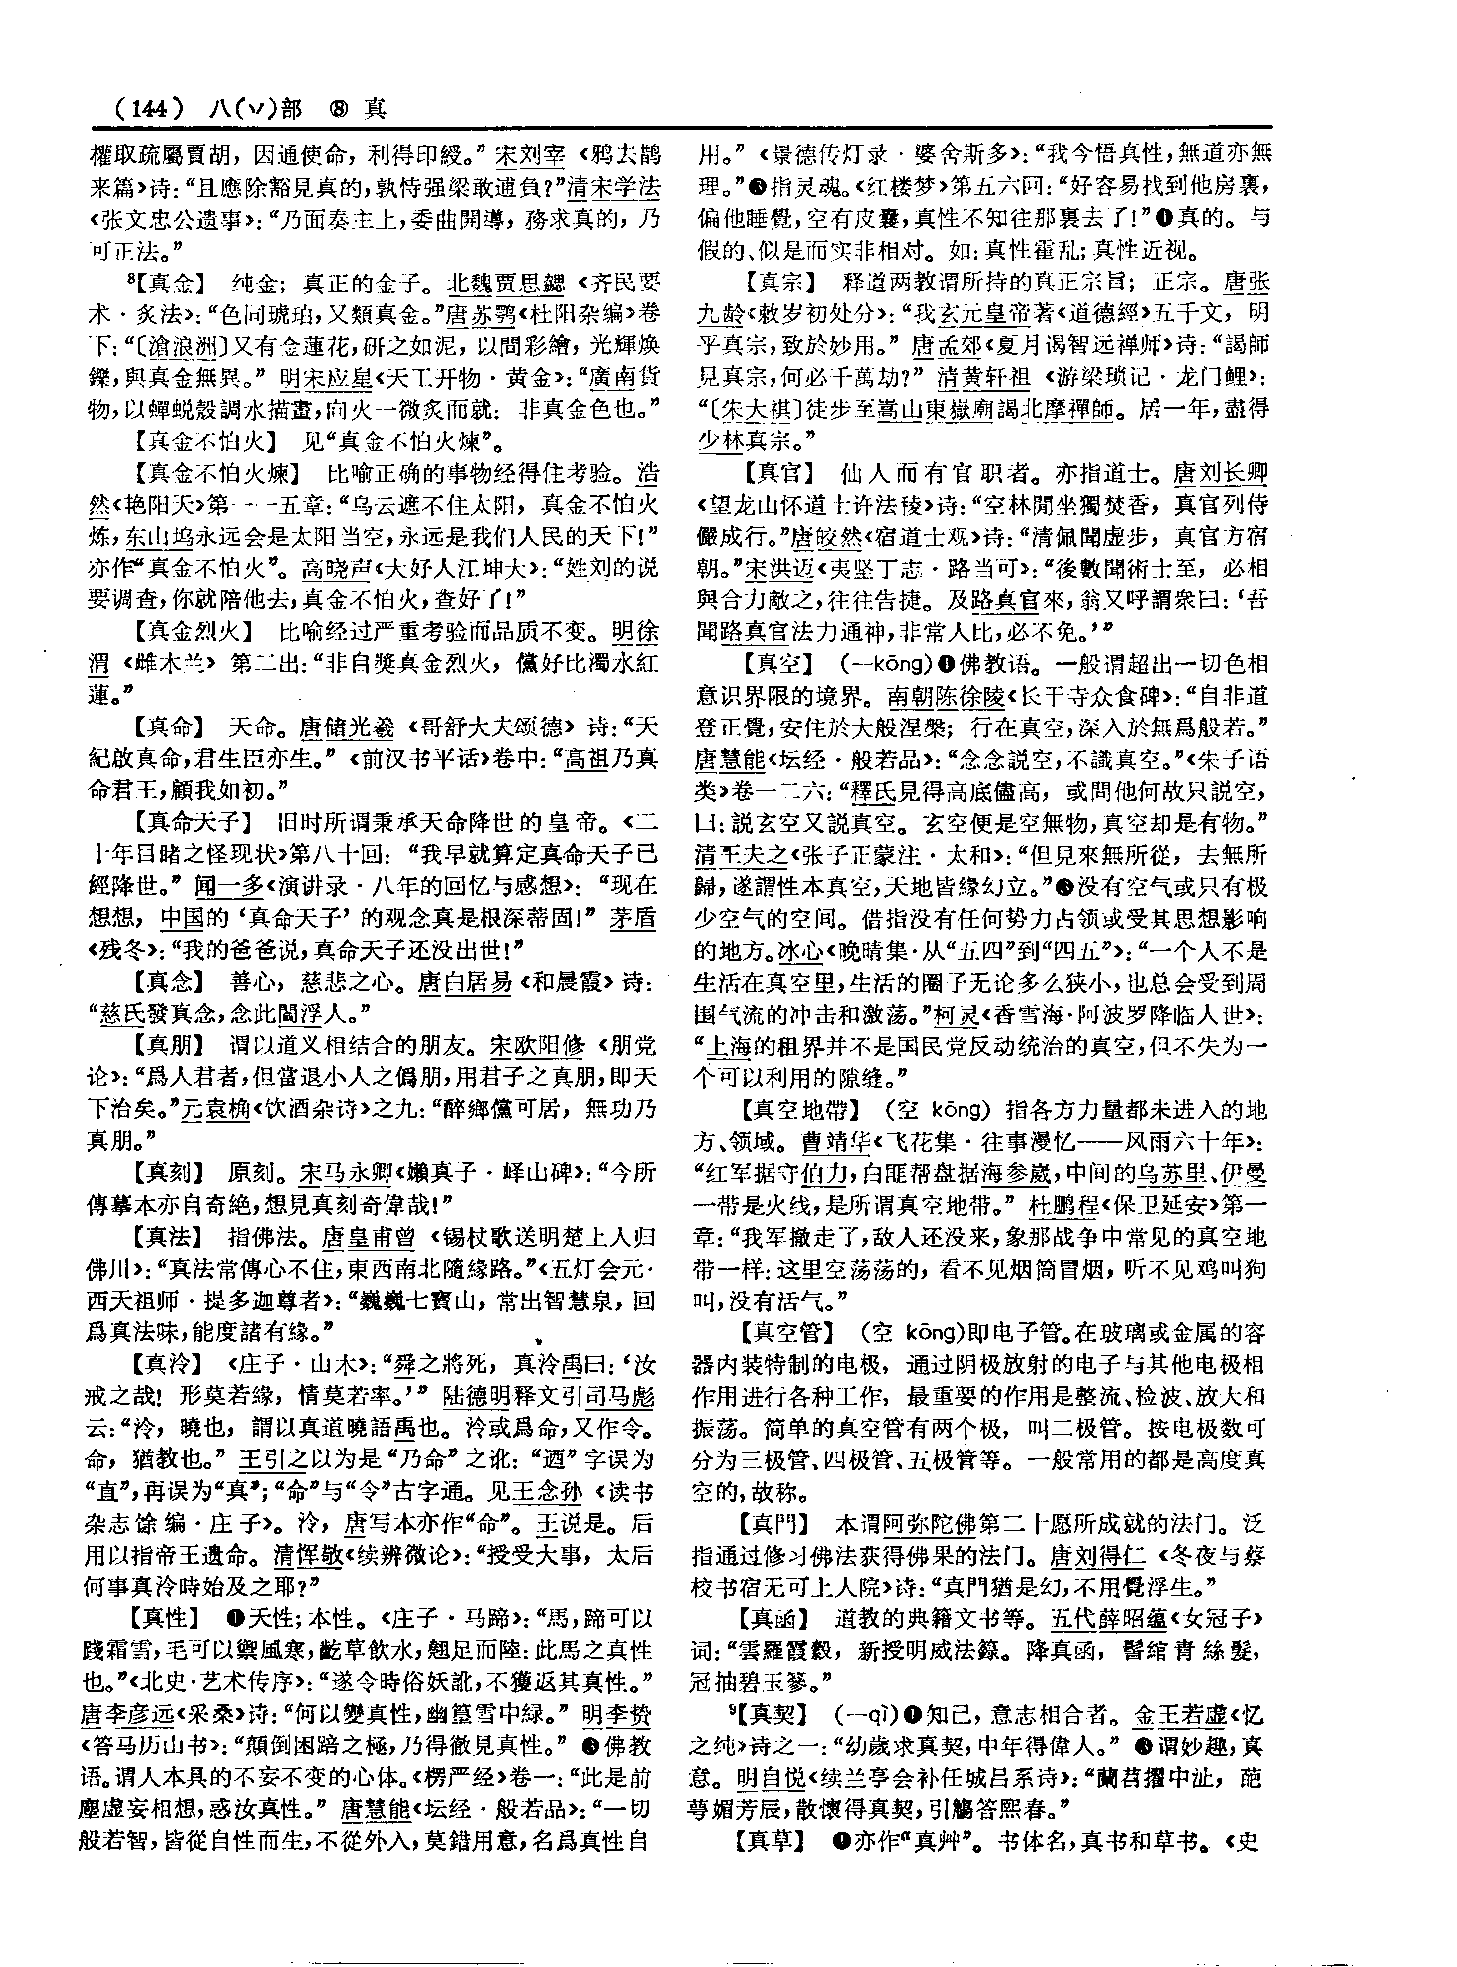 (144) 八(丷)部 ⑧ 真
權取疏屬賈胡，因通使命，利得印綬。”宋刘宰《鸦去鹊
来篇》诗：“且應除豁見真的，孰恃强梁敢逋負？”清宋学法
《张文忠公遗事》：“乃面奏主上，委曲開導，務求真的，乃
可正法。”
⁸【真金】 纯金；真正的金子。北魏贾思勰《齐民要
术·炙法》：“色同琥珀，又類真金。”唐苏鹗《杜阳杂编》卷
下：“〔滄浪洲〕又有金蓮花，研之如泥，以間彩繪，光輝焕
鑠，與真金無異。”明宋应星《天工开物·黄金》：“廣南货
物，以蟬蜕殼調水描畫，向火一微炙而就：非真金色也。”
【真金不怕火】 见“真金不怕火煉”。
【真金不怕火煉】 比喻正确的事物经得住考验。浩
然《艳阳天》第一一五章：“乌云遮不住太阳，真金不怕火
炼，东山坞永远会是太阳当空，永远是我们人民的天下！”
亦作“真金不怕火”。高晓声《大好人江坤大》：“姓刘的说
要调查，你就陪他去，真金不怕火，查好了！”
【真金烈火】 比喻经过严重考验而品质不变。明徐
渭《雌木兰》第二出：“非自獎真金烈火，儻好比濁水紅
蓮。”
【真命】 天命。唐储光羲《哥舒大夫颂德》诗：“天
紀啟真命，君生臣亦生。”《前汉书平话》卷中：“高祖乃真
命君王，顧我如初。”
【真命天子】 旧时所谓秉承天命降世的皇帝。《二
十年目睹之怪现状》第八十回：“我早就算定真命天子已
經降世。”闻一多《演讲录·八年的回忆与感想》：“现在
想想，中国的‘真命天子’的观念真是根深蒂固！”茅盾
《残冬》：“我的爸爸说，真命天子还没出世！”
【真念】 善心，慈悲之心。唐白居易《和晨霞》诗：
“慈氏發真念，念此閻浮人。”
【真朋】 谓以道义相结合的朋友。宋欧阳修《朋党
论》：“爲人君者，但當退小人之僞朋，用君子之真朋，即天
下治矣。”元袁桷《饮酒杂诗》之九：“醉鄉儻可居，無功乃
真朋。”
【真刻】 原刻。宋马永卿《嬾真子·峄山碑》：“今所
傳摹本亦自奇絶，想見真刻奇偉哉！”
【真法】 指佛法。唐皇甫曾《锡杖歌送明楚上人归
佛川》：“真法常傳心不住，東西南北隨緣路。”《五灯会元·
西天祖师·提多迦尊者》：“巍巍七寶山，常出智慧泉，回
爲真法味，能度諸有緣。”
【真泠】 《庄子·山木》：“舜之將死，真泠禹曰：‘汝
戒之哉！形莫若緣，情莫若率。’”陆德明释文引司马彪
云：“泠，曉也，謂以真道曉語禹也。泠或爲命，又作令。
命，猶教也。”王引之以为是“乃命”之讹：“迺”字误为
“直”，再误为“真”；“命”与“令”古字通。见王念孙《读书
杂志馀编·庄子》。泠，唐写本亦作“命”。王说是。后
用以指帝王遗命。清恽敬《续辨微论》：“授受大事，太后
何事真泠時始及之耶？”
【真性】 ❶天性；本性。《庄子·马蹄》：“馬，蹄可以
踐霜雪，毛可以禦風寒，齕草飲水，翹足而陸：此馬之真性
也。”《北史·艺术传序》：“遂令時俗妖訛，不獲返其真性。”
唐李彦远《采桑》诗：“何以變真性，幽篁雪中緑。”明李贽
《答马历山书》：“顛倒困踣之極，乃得徹見真性。”❷佛教
语。谓人本具的不妄不变的心体。《楞严经》卷一：“此是前
塵虚妄相想，惑汝真性。”唐慧能《坛经·般若品》：“一切
般若智，皆從自性而生，不從外入，莫錯用意，名爲真性自
用。”《景德传灯录·婆舍斯多》：“我今悟真性，無道亦無
理。”❸指灵魂。《红楼梦》第五六回：“好容易找到他房裏，
偏他睡覺，空有皮囊，真性不知往那裏去了！”❹真的。与
假的、似是而实非相对。如：真性霍乱；真性近视。
【真宗】 释道两教谓所持的真正宗旨；正宗。唐张
九龄《敕岁初处分》：“我玄元皇帝著《道德經》五千文，明
乎真宗，致於妙用。”唐孟郊《夏月谒智远禅师》诗：“謁師
見真宗，何必千萬劫？”清黄轩祖《游梁琐记·龙门鲤》：
“〔朱大祺〕徒步至嵩山東嶽廟謁北摩禪師。居一年，盡得
少林真宗。”
【真官】 仙人而有官职者。亦指道士。唐刘长卿
《望龙山怀道士许法稜》诗：“空林閒坐獨焚香，真官列侍
儼成行。”唐皎然《宿道士观》诗：“清佩聞虚步，真官方宿
朝。”宋洪迈《夷坚丁志·路当可》：“後數聞術士至，必相
與合力敵之，往往告捷。及路真官來，翁又呼謂衆曰：‘吾
聞路真官法力通神，非常人比，必不免。’”
【真空】 （一kōng）❶佛教语。一般谓超出一切色相
意识界限的境界。南朝陈徐陵《长干寺众食碑》：“自非道
登正覺，安住於大般涅槃；行在真空，深入於無爲般若。”
唐慧能《坛经·般若品》：“念念説空，不識真空。”《朱子语
类》卷一二六：“釋氏見得高底儘高，或問他何故只説空，
曰：説玄空又説真空。玄空便是空無物，真空却是有物。”
清王夫之《张子正蒙注·太和》：“但見來無所從，去無所
歸，遂謂性本真空，天地皆緣幻立。”❷没有空气或只有极
少空气的空间。借指没有任何势力占领或受其思想影响
的地方。冰心《晚晴集·从“五四”到“四五”》：“一个人不是
生活在真空里，生活的圈子无论多么狭小，也总会受到周
围气流的冲击和激荡。”柯灵《香雪海·阿波罗降临人世》：
“上海的租界并不是国民党反动统治的真空，但不失为一
个可以利用的隙缝。”
【真空地帶】 （空 kōng） 指各方力量都未进入的地
方、领域。曹靖华《飞花集·往事漫忆——风雨六十年》：
“红军据守伯力，白匪帮盘据海参崴，中间的乌苏里、伊曼
一带是火线，是所谓真空地带。”杜鹏程《保卫延安》第一
章：“我军撤走了，敌人还没来，象那战争中常见的真空地
带一样：这里空荡荡的，看不见烟筒冒烟，听不见鸡叫狗
叫，没有活气。”
【真空管】 （空 kōng）即电子管。在玻璃或金属的容
器内装特制的电极，通过阴极放射的电子与其他电极相
作用进行各种工作，最重要的作用是整流、检波、放大和
振荡。简单的真空管有两个极，叫二极管。按电极数可
分为三极管、四极管、五极管等。一般常用的都是高度真
空的，故称。
【真門】 本谓阿弥陀佛第二十愿所成就的法门。泛
指通过修习佛法获得佛果的法门。唐刘得仁《冬夜与蔡
校书宿无可上人院》诗：“真門猶是幻，不用覺浮生。”
【真函】 道教的典籍文书等。五代薛昭蕴《女冠子》
词：“雲羅霞縠，新授明威法籙。降真函，髻綰青絲髮，
冠抽碧玉篸。”
⁹【真契】 （一qì）❶知己，意志相合者。金王若虚《忆
之纯》诗之一：“幼歲求真契，中年得偉人。”❷谓妙趣，真
意。明自悦《续兰亭会补任城吕系诗》：“蘭苕擢中沚，葩
萼媚芳辰，散懷得真契，引觴答熙春。”
【真草】 ❶亦作“真艸”。书体名，真书和草书。《史